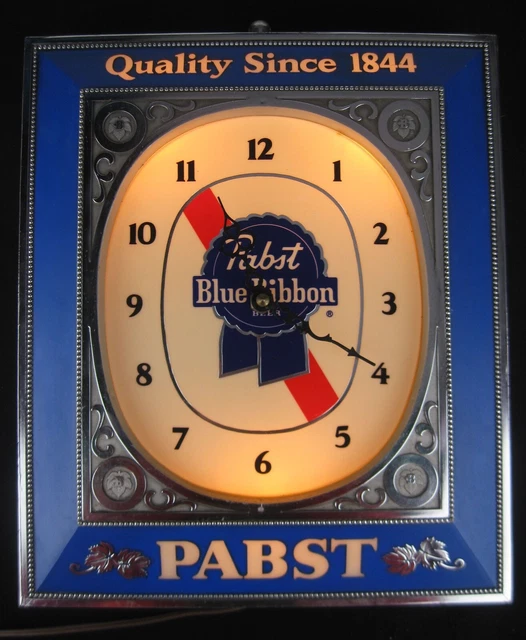 Quality Since 1844
12
11 1
10 2
Pabst
Blue Ribbon
BEER ®
9 3
8 4
7 5
6
PABST